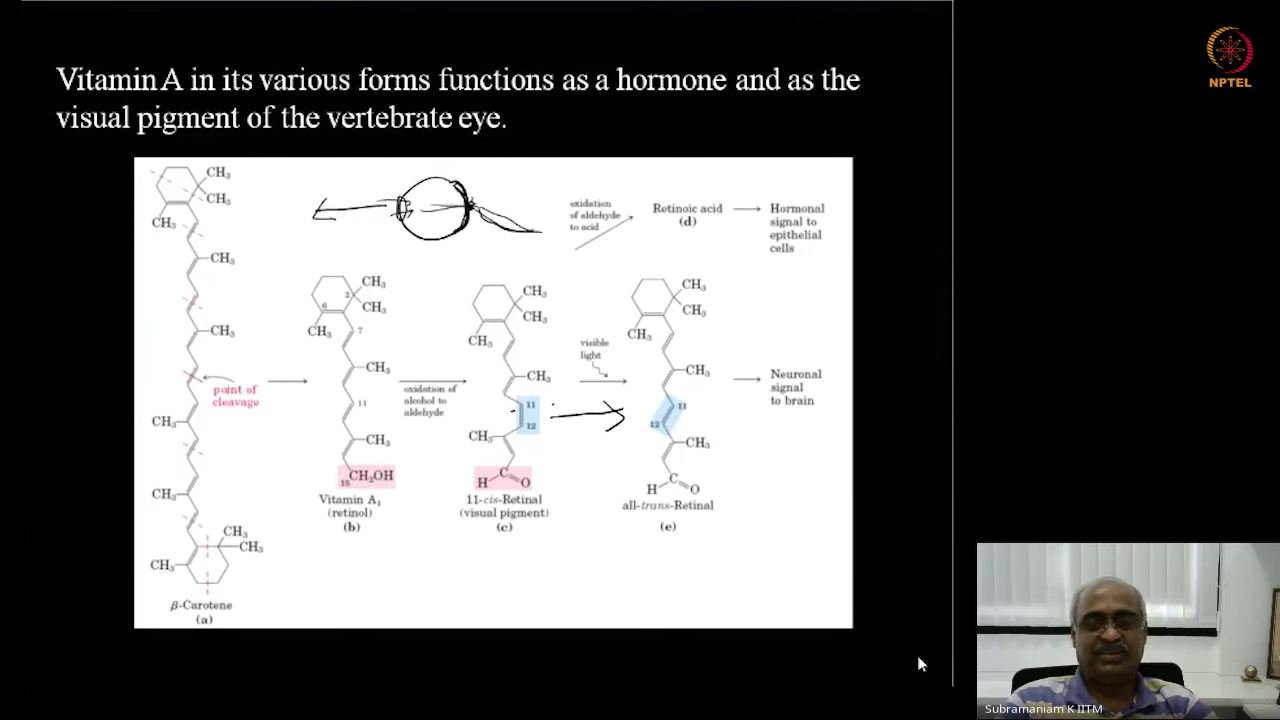 Vitamin A in its various forms functions as a hormone and as the
visual pigment of the vertebrate eye.
NPTEL
CH₃
CH₃
CH₃
CH₃
CH₃
point of
cleavage
CH₃
CH₃
CH₃
CH₃
CH₃
β-Carotene
(a)
CH₃
2
CH₃
6
CH₃
7
CH₃
11
CH₃
15
CH₂OH
Vitamin A₁
(retinol)
(b)
oxidation of
alcohol to
aldehyde
CH₃
CH₃
CH₃
CH₃
11
12
CH₃
H
C
O
11-cis-Retinal
(visual pigment)
(c)
visible
light
oxidation
of aldehyde
to acid
Retinoic acid
(d)
Hormonal
signal to
epithelial
cells
CH₃
CH₃
CH₃
CH₃
11
12
CH₃
H
C
O
all-trans-Retinal
(e)
Neuronal
signal
to brain
Subramaniam K IITM